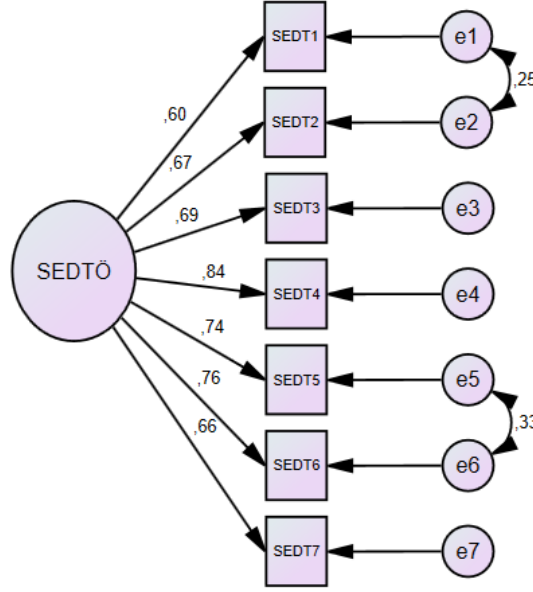 SEDT1
e1
,25
,60
SEDT2
e2
,67
SEDT3
e3
,69
SEDTÖ
SEDT4
e4
,84
SEDT5
e5
,74
,76
,33
SEDT6
e6
,66
SEDT7
e7